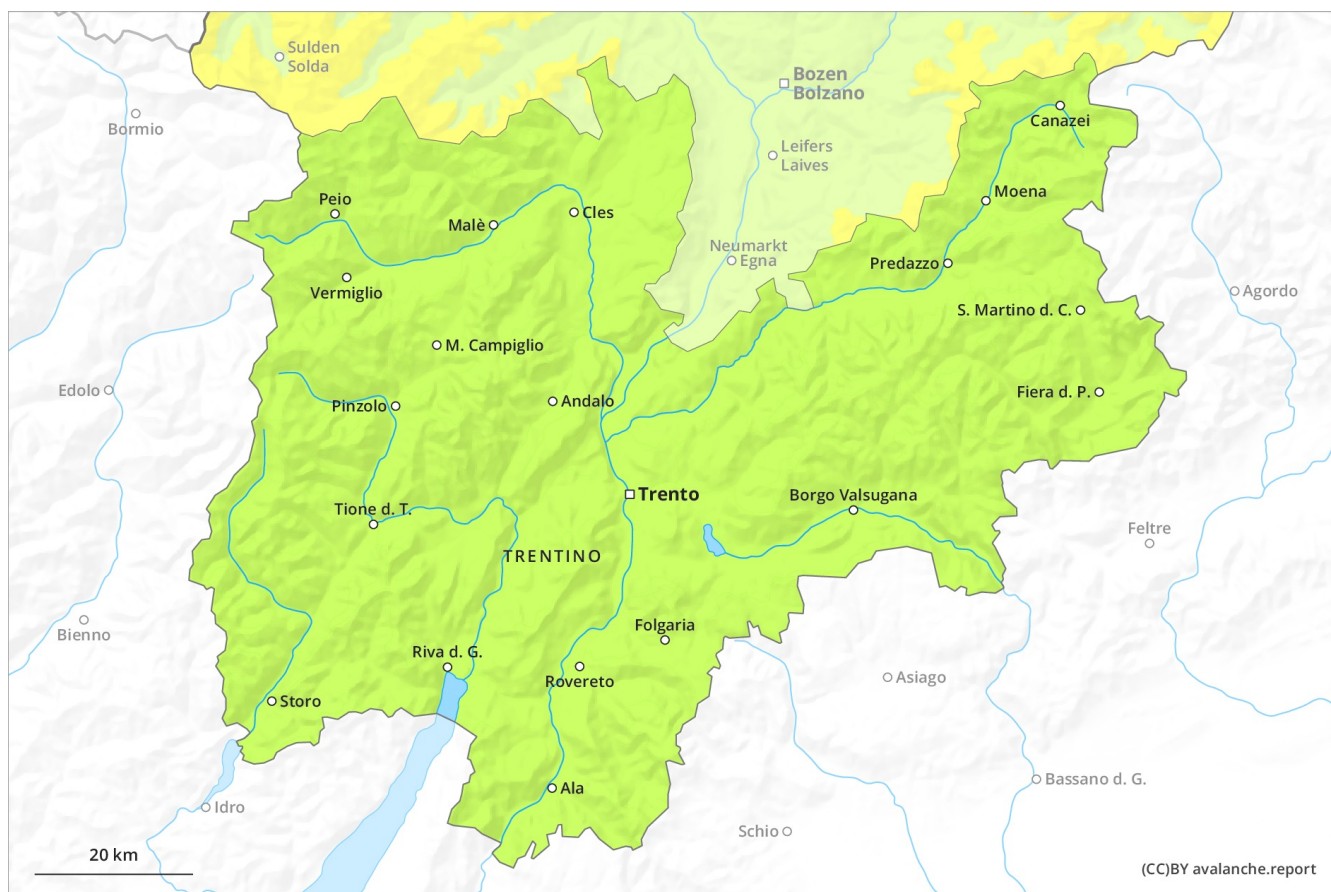 Sulden
Solda
Bozen
Bolzano
Bormio
Canazei
Leifers
Laives
Peio
Moena
Malè
Cles
Neumarkt
Egna
Predazzo
Vermiglio
Agordo
S. Martino d. C.
M. Campiglio
Edolo
Fiera d. P.
Andalo
Pinzolo
Trento
Borgo Valsugana
Tione d. T.
Feltre
TRENTINO
Bienno
Folgaria
Riva d. G.
Asiago
Rovereto
Storo
Bassano d. G.
Ala
Idro
Schio
20 km
(CC)BY avalanche.report